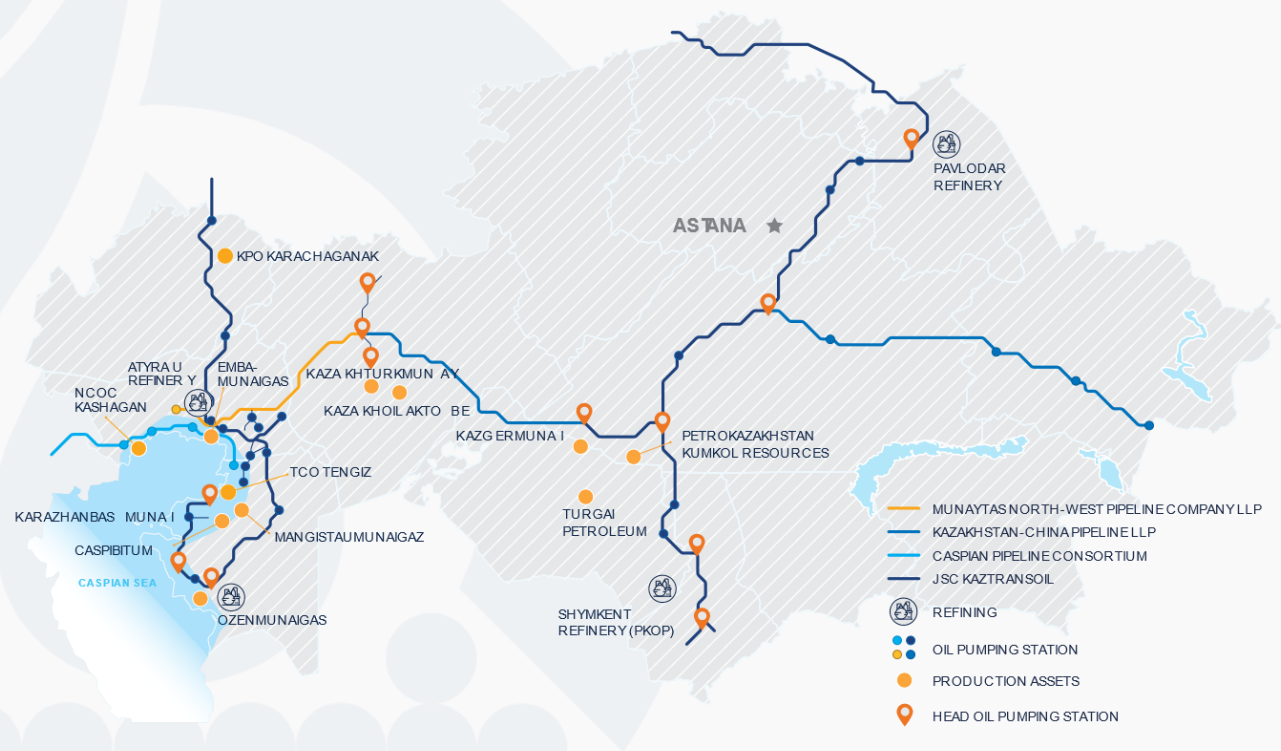 PAVLODAR
REFINERY
ASTANA
KPO KARACHAGANAK
ATYRA U
REFINER Y
EMBA-
MUNAIGAS
NCOC
KASHAGAN
KAZA KHTURKMUN AY
KAZA KHOIL AKTO BE
KAZG ERMUNA I
PETROKAZAKHSTAN
KUMKOL RESOURCES
TCO TENGIZ
TURGAI
PETROLEUM
KARAZHANBAS MUNA I
MANGISTAUMUNAIGAZ
CASPIBITUM
CASPIAN SEA
OZENMUNAIGAS
SHYMKENT
REFINERY (PKOP)
MUNAYTAS NORTH-WEST PIPELINE COMPANY LLP
KAZAKHSTAN-CHINA PIPELINE LLP
CASPIAN PIPELINE CONSORTIUM
JSC KAZTRANSOIL
REFINING
OIL PUMPING STATION
PRODUCTION ASSETS
HEAD OIL PUMPING STATION